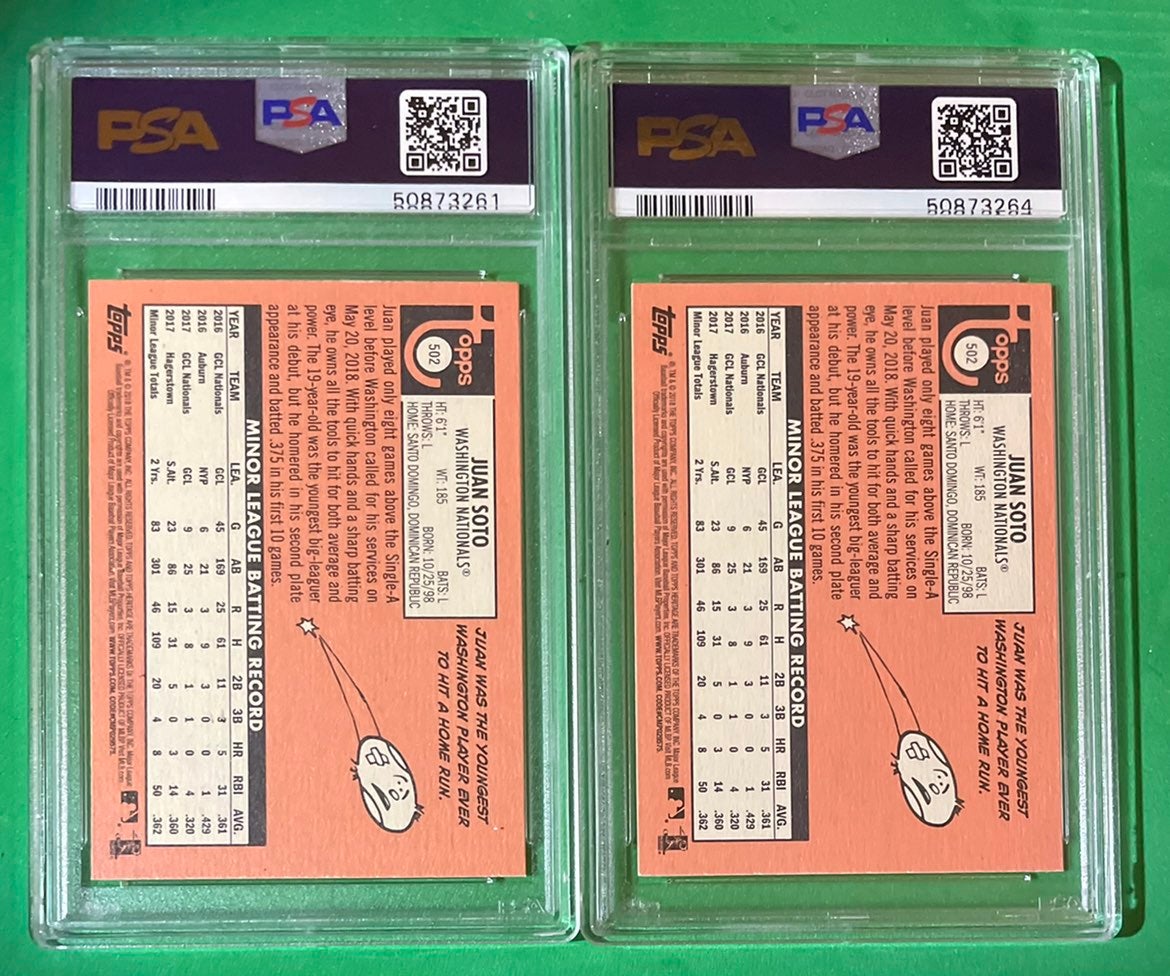 PSA
PSA
50873261
PSA
PSA
50873264
Topps
502
JUAN SOTO
WASHINGTON NATIONALS®
HT: 6'1" WT: 185 BATS: L
THROWS: L BORN: 10/25/98
HOME: SANTO DOMINGO, DOMINICAN REPUBLIC
Juan played only eight games above the Single-A
level before Washington called for his services on
May 20, 2018. With quick hands and a sharp batting
eye, he owns all the tools to hit for both average and
power. The 19-year-old was the youngest big-leaguer
at his debut, but he homered in his second plate
appearance and batted .375 in his first 10 games.
JUAN WAS THE YOUNGEST
WASHINGTON PLAYER EVER
TO HIT A HOME RUN.
MINOR LEAGUE BATTING RECORD
YEAR TEAM LEA. G AB R H 2B 3B HR RBI AVG.
2016 GCL Nationals GCL 45 169 25 61 11 3 5 31 .361
2016 Auburn NYP 6 21 3 9 3 0 0 1 .429
2017 GCL Nationals GCL 9 25 3 8 1 1 0 4 .320
2017 Hagerstown S.Atl. 23 86 15 31 5 0 3 14 .360
Minor League Totals 2 Yrs. 83 301 46 109 20 4 8 50 .362
Topps
Topps
502
JUAN SOTO
WASHINGTON NATIONALS®
HT: 6'1" WT: 185 BATS: L
THROWS: L BORN: 10/25/98
HOME: SANTO DOMINGO, DOMINICAN REPUBLIC
Juan played only eight games above the Single-A
level before Washington called for his services on
May 20, 2018. With quick hands and a sharp batting
eye, he owns all the tools to hit for both average and
power. The 19-year-old was the youngest big-leaguer
at his debut, but he homered in his second plate
appearance and batted .375 in his first 10 games.
JUAN WAS THE YOUNGEST
WASHINGTON PLAYER EVER
TO HIT A HOME RUN.
MINOR LEAGUE BATTING RECORD
YEAR TEAM LEA. G AB R H 2B 3B HR RBI AVG.
2016 GCL Nationals GCL 45 169 25 61 11 3 5 31 .361
2016 Auburn NYP 6 21 3 9 3 0 0 1 .429
2017 GCL Nationals GCL 9 25 3 8 1 1 0 4 .320
2017 Hagerstown S.Atl. 23 86 15 31 5 0 3 14 .360
Minor League Totals 2 Yrs. 83 301 46 109 20 4 8 50 .362
Topps